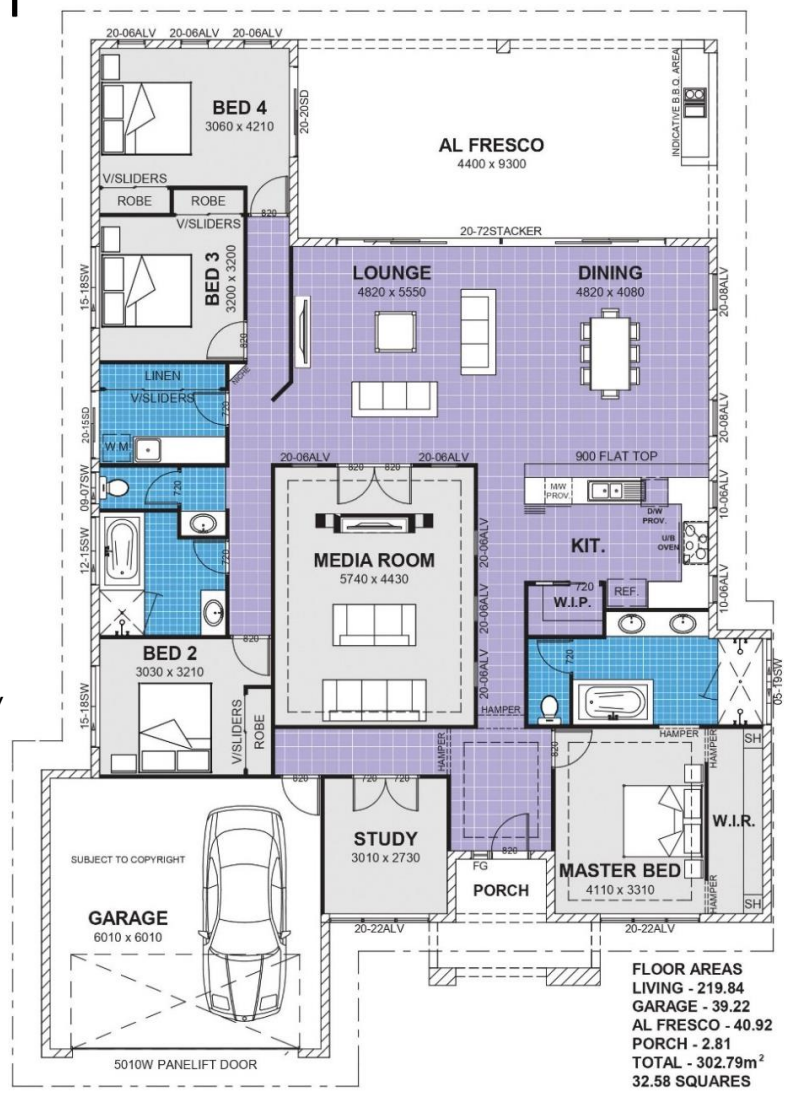 20-06ALV 20-06ALV 20-06ALV
BED 4
3060 x 4210
20-20SD
AL FRESCO
4400 x 9300
INDICATIVE B.B.Q. AREA
V/SLIDERS
ROBE ROBE
V/SLIDERS
820
20-72STACKER
BED 3
3200 x 3200
15-18SW
820
LOUNGE
4820 x 5550
DINING
4820 x 4080
20-08ALV
LINEN
V/SLIDERS
NICHE
720
20-15SD
W M
20-08ALV
20-06ALV 20-06ALV
820 820
900 FLAT TOP
09-07SW
720
M/W
PROV.
D/W
PROV.
10-06ALV
U/B
OVEN
KIT.
12-15SW
720
MEDIA ROOM
5740 x 4430
20-06ALV
20-06ALV
20-06ALV
720
W.I.P.
REF.
10-06ALV
820
BED 2
3030 x 3210
15-18SW
V/SLIDERS
ROBE
720
05-19SW
HAMPER
HAMPER
HAMPER
HAMPER
SH
820
820
720 720
STUDY
3010 x 2730
W.I.R.
SUBJECT TO COPYRIGHT
GARAGE
6010 x 6010
820
FG
PORCH
MASTER BED
4110 x 3310
HAMPER
SH
20-22ALV
20-22ALV
5010W PANELIFT DOOR
FLOOR AREAS
LIVING - 219.84
GARAGE - 39.22
AL FRESCO - 40.92
PORCH - 2.81
TOTAL - 302.79m²
32.58 SQUARES